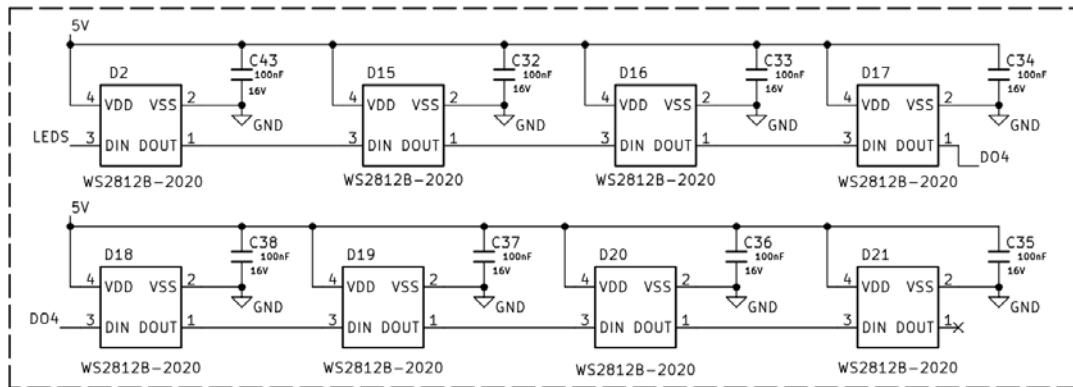 5V
C43 100nF 16V
C32 100nF 16V
C33 100nF 16V
C34 100nF 16V
D2 D15 D16 D17
4 VDD VSS 2 GND 4 VDD VSS 2 GND 4 VDD VSS 2 GND 4 VDD VSS 2 GND
LEDS 3 DIN DOUT 1 3 DIN DOUT 1 3 DIN DOUT 1 3 DIN DOUT 1 DO4
WS2812B-2020 WS2812B-2020 WS2812B-2020 WS2812B-2020
5V
C38 100nF 16V
C37 100nF 16V
C36 100nF 16V
C35 100nF 16V
D18 D19 D20 D21
4 VDD VSS 2 GND 4 VDD VSS 2 GND 4 VDD VSS 2 GND 4 VDD VSS 2 GND
DO4 3 DIN DOUT 1 3 DIN DOUT 1 3 DIN DOUT 1 3 DIN DOUT 1
WS2812B-2020 WS2812B-2020 WS2812B-2020 WS2812B-2020